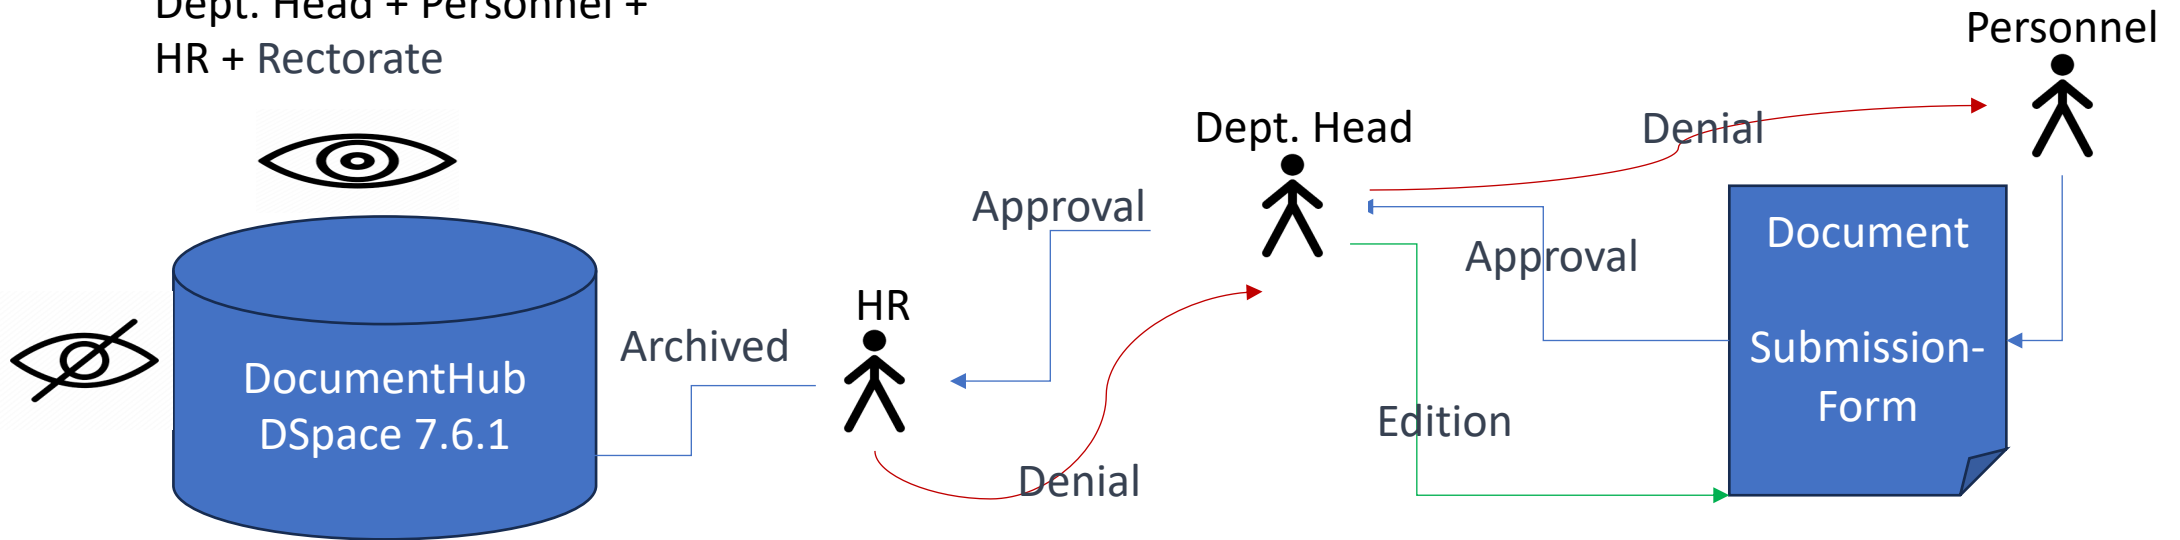 Dept. Head + Personnel +
HR + Rectorate
Personnel
Dept. Head
Denial
Approval
Document
Approval
HR
Archived
Submission-
Form
DocumentHub
DSpace 7.6.1
Edition
Denial